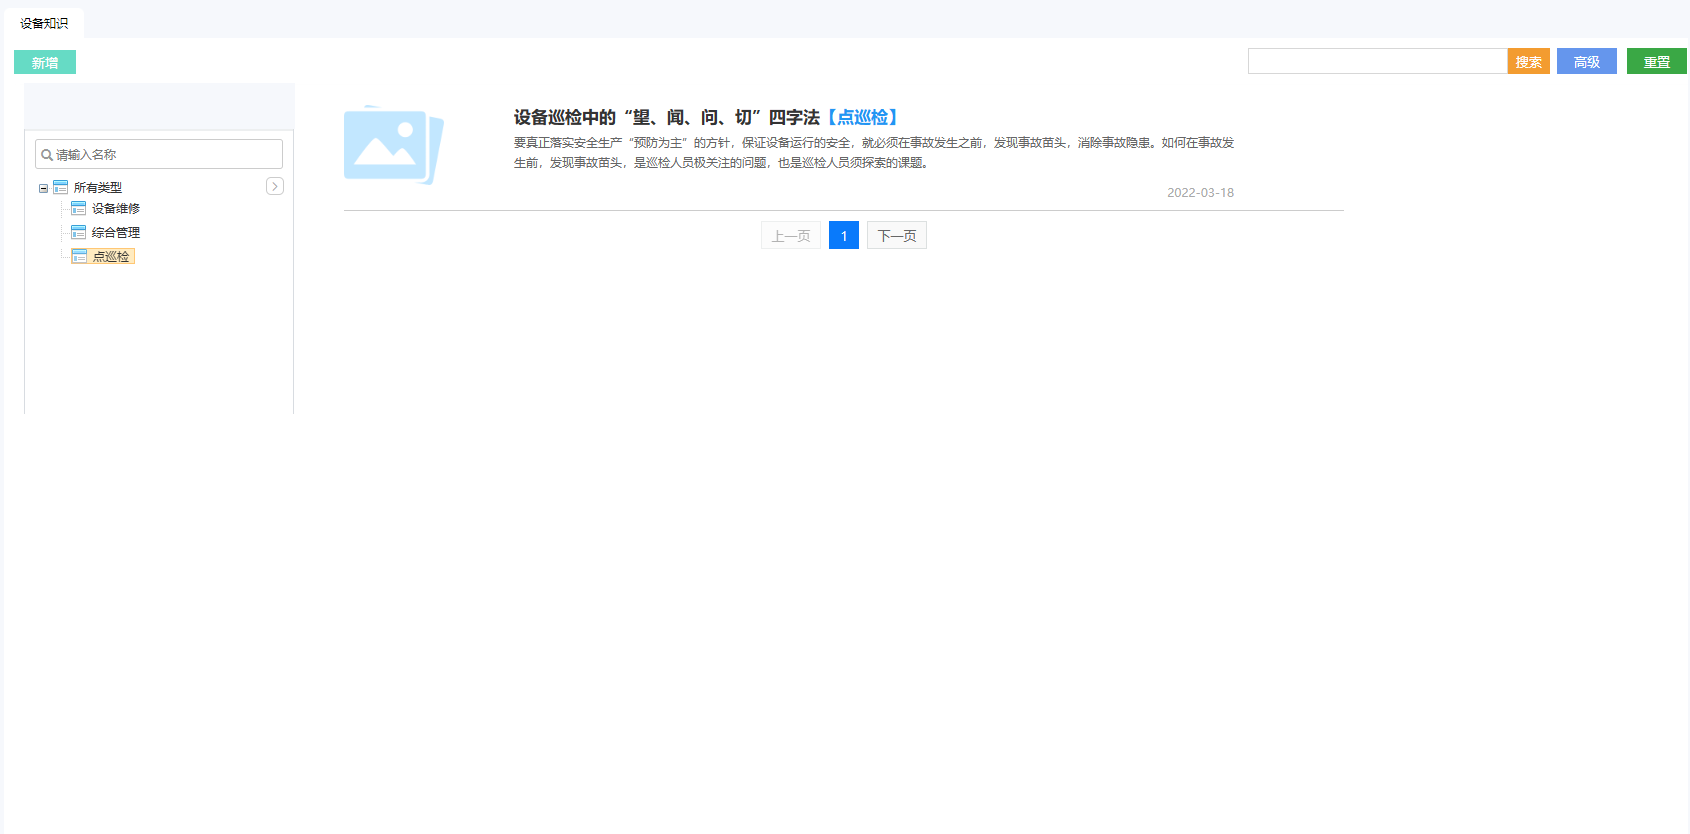 设备知识
新增
搜索
高级
重置
请输入名称
所有类型
设备维修
综合管理
点巡检
设备巡检中的“望、闻、问、切”四字法【点巡检】
要真正落实安全生产“预防为主”的方针，保证设备运行的安全，就必须在事故发生之前，发现事故苗头，消除事故隐患。如何在事故发
生前，发现事故苗头，是巡检人员极关注的问题，也是巡检人员须探索的课题。
2022-03-18
上一页 1 下一页